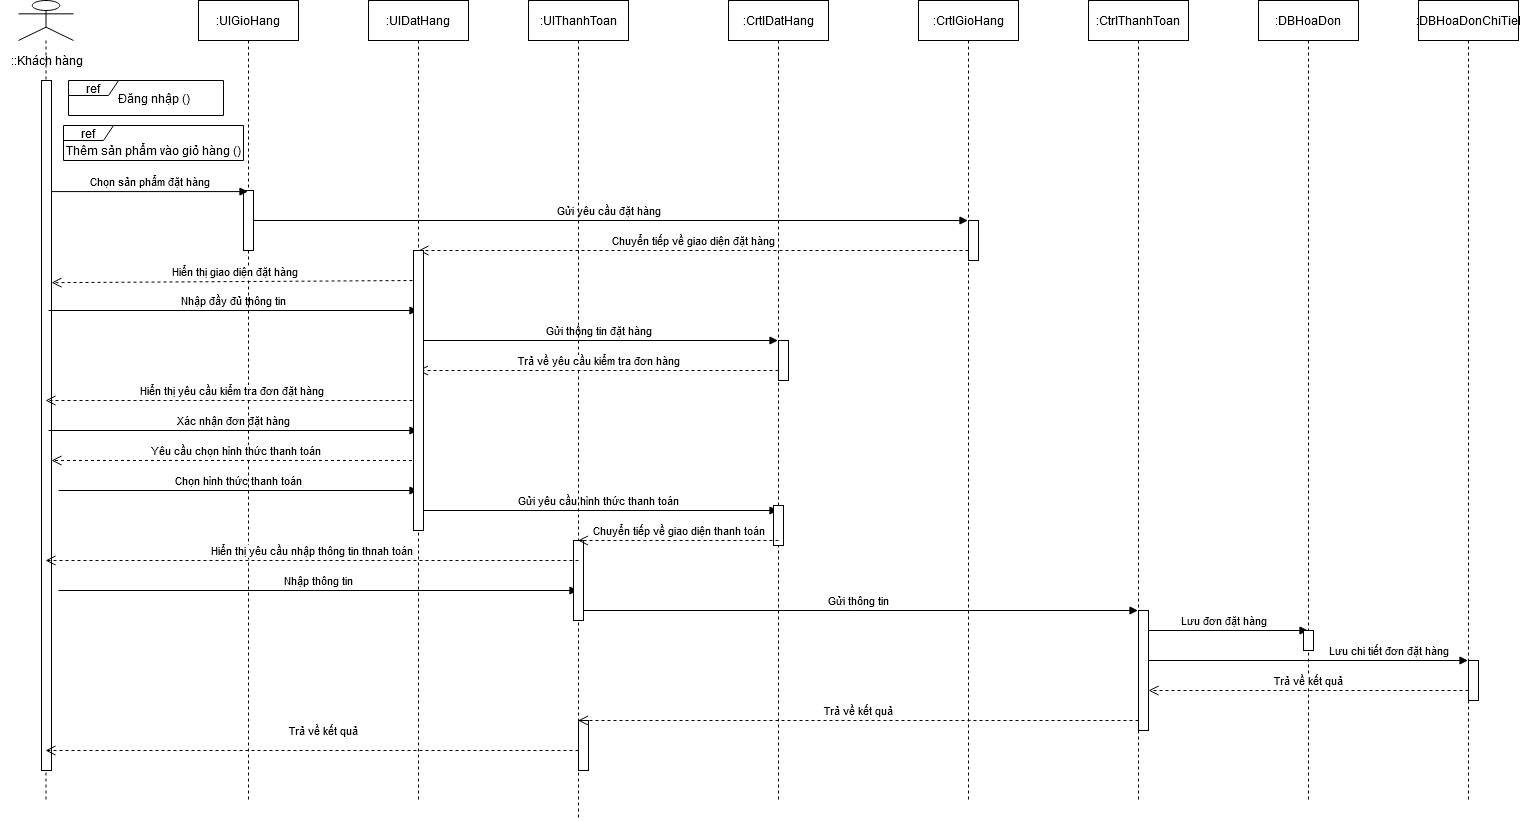 :UIGioHang
:UIDatHang
:UIThanhToan
:CrtlDatHang
:CrtlGioHang
:CtrlThanhToan
:DBHoaDon
:DBHoaDonChiTiet
::Khách hàng
ref
Đăng nhập ()
ref
Thêm sản phẩm vào giỏ hàng ()
Chọn sản phẩm đặt hàng
Gửi yêu cầu đặt hàng
Chuyển tiếp về giao diện đặt hàng
Hiển thị giao diện đặt hàng
Nhập đầy đủ thông tin
Gửi thông tin đặt hàng
Trả về yêu cầu kiểm tra đơn hàng
Hiển thị yêu cầu kiểm tra đơn đặt hàng
Xác nhận đơn đặt hàng
Yêu cầu chọn hình thức thanh toán
Chọn hình thức thanh toán
Gửi yêu cầu hình thức thanh toán
Chuyển tiếp về giao diện thanh toán
Hiển thị yêu cầu nhập thông tin thnah toán
Nhập thông tin
Gửi thông tin
Lưu đơn đặt hàng
Lưu chi tiết đơn đặt hàng
Trả về kết quả
Trả về kết quả
Trả về kết quả